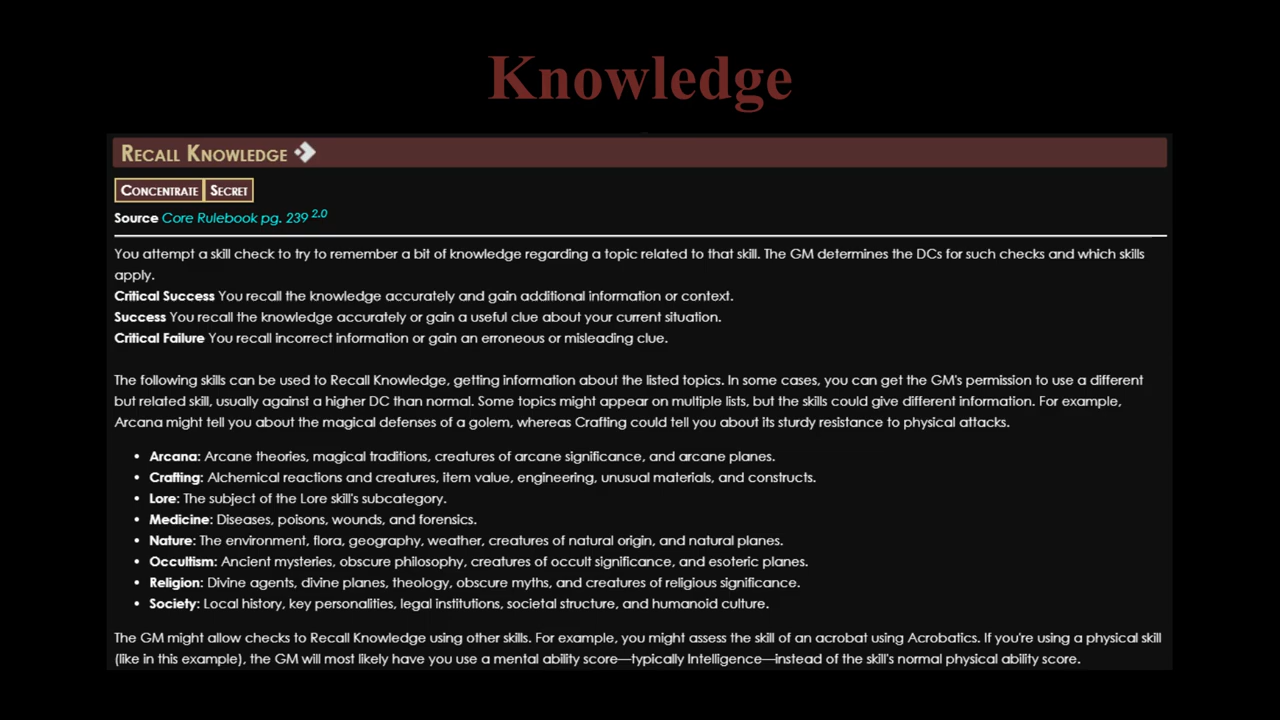 Knowledge
Recall Knowledge
Concentrate Secret
Source Core Rulebook pg. 239 2.0
You attempt a skill check to try to remember a bit of knowledge regarding a topic related to that skill. The GM determines the DCs for such checks and which skills
apply.
Critical Success You recall the knowledge accurately and gain additional information or context.
Success You recall the knowledge accurately or gain a useful clue about your current situation.
Critical Failure You recall incorrect information or gain an erroneous or misleading clue.
The following skills can be used to Recall Knowledge, getting information about the listed topics. In some cases, you can get the GM's permission to use a different
but related skill, usually against a higher DC than normal. Some topics might appear on multiple lists, but the skills could give different information. For example,
Arcana might tell you about the magical defenses of a golem, whereas Crafting could tell you about its sturdy resistance to physical attacks.
• Arcana: Arcane theories, magical traditions, creatures of arcane significance, and arcane planes.
• Crafting: Alchemical reactions and creatures, item value, engineering, unusual materials, and constructs.
• Lore: The subject of the Lore skill's subcategory.
• Medicine: Diseases, poisons, wounds, and forensics.
• Nature: The environment, flora, geography, weather, creatures of natural origin, and natural planes.
• Occultism: Ancient mysteries, obscure philosophy, creatures of occult significance, and esoteric planes.
• Religion: Divine agents, divine planes, theology, obscure myths, and creatures of religious significance.
• Society: Local history, key personalities, legal institutions, societal structure, and humanoid culture.
The GM might allow checks to Recall Knowledge using other skills. For example, you might assess the skill of an acrobat using Acrobatics. If you're using a physical skill
(like in this example), the GM will most likely have you use a mental ability score—typically Intelligence—instead of the skill's normal physical ability score.